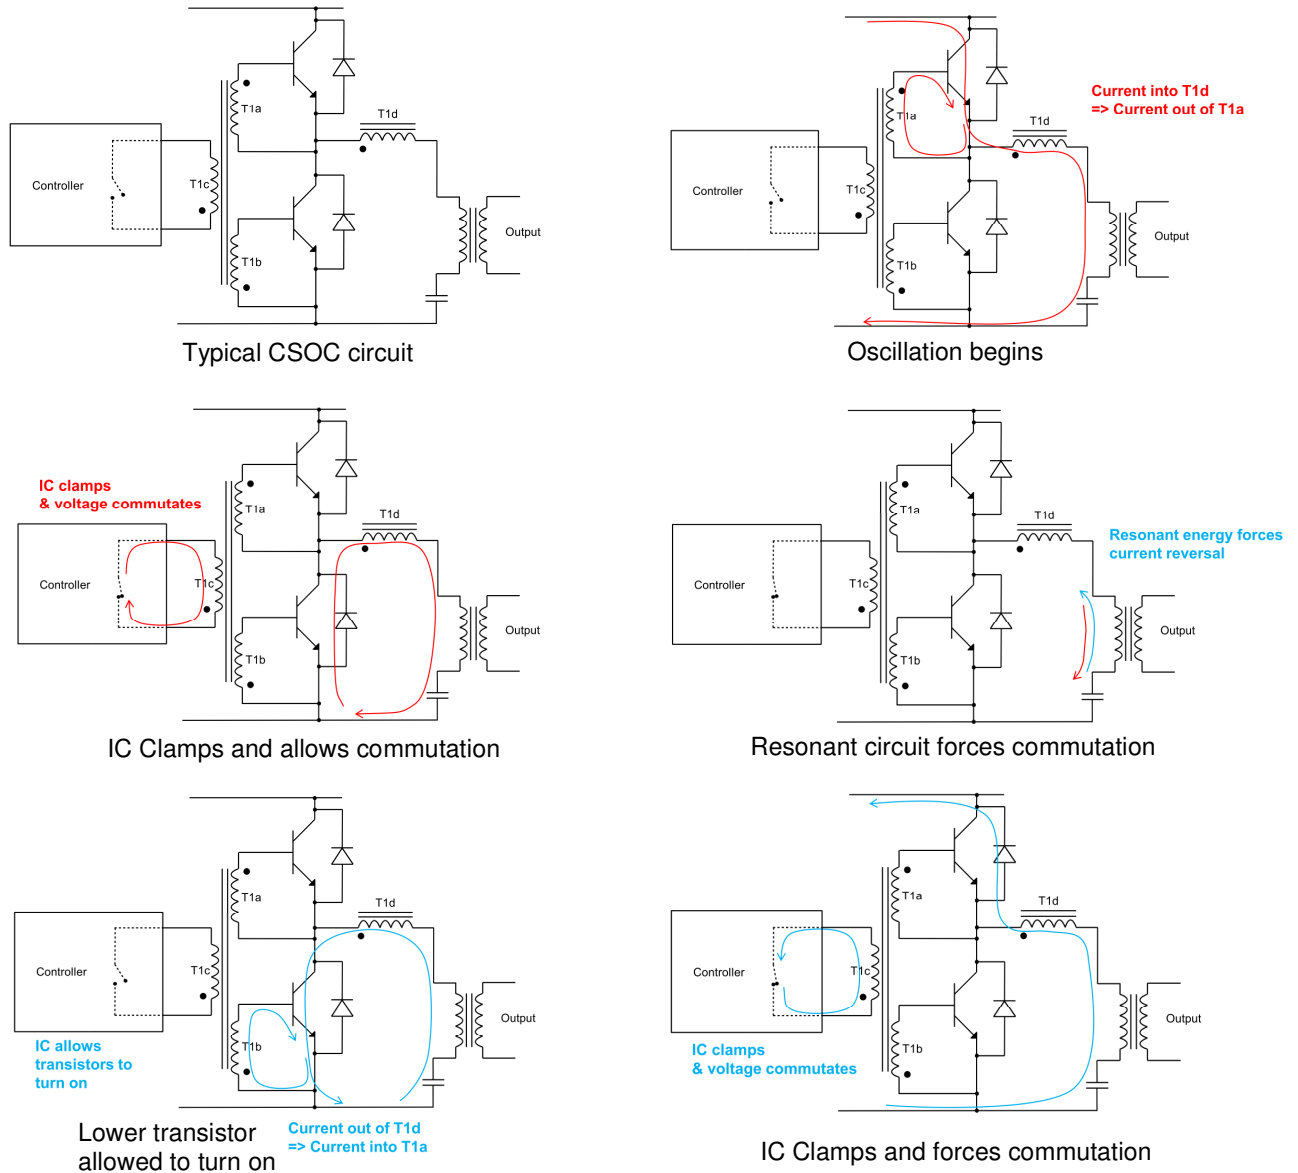 T1a
T1d
Controller
T1c
T1b
Output
Typical CSOC circuit
Current into T1d
=> Current out of T1a
T1a
T1d
Controller
T1c
T1b
Output
Oscillation begins
IC clamps
& voltage commutates
T1a
T1d
Controller
T1c
T1b
Output
IC Clamps and allows commutation
T1a
T1d
Resonant energy forces
current reversal
Controller
T1c
T1b
Output
Resonant circuit forces commutation
T1a
T1d
Controller
T1c
Output
IC allows
transistors to
turn on
T1b
Current out of T1d
=> Current into T1a
Lower transistor
allowed to turn on
T1a
T1d
Controller
T1c
Output
IC clamps
& voltage commutates
T1b
IC Clamps and forces commutation